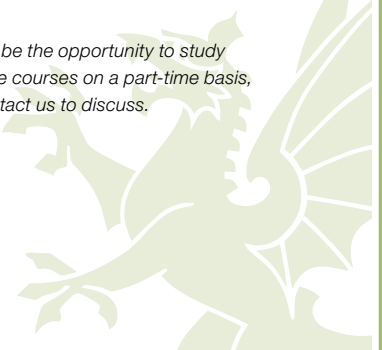 be the opportunity to study
e courses on a part-time basis,
tact us to discuss.